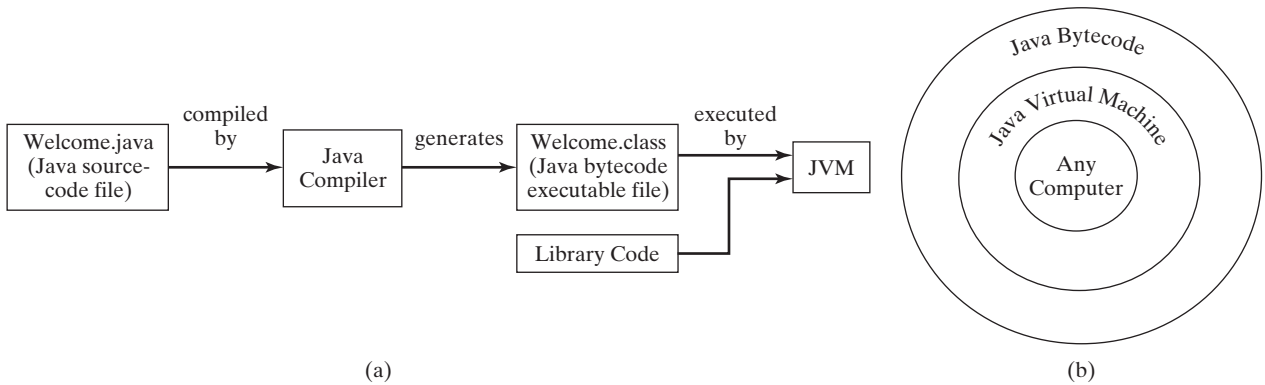 Welcome.java
(Java source-
code file)
compiled
by
Java
Compiler
generates
Welcome.class
(Java bytecode
executable file)
executed
by
JVM
Library Code
(a)
Java Bytecode
Java Virtual Machine
Any
Computer
(b)